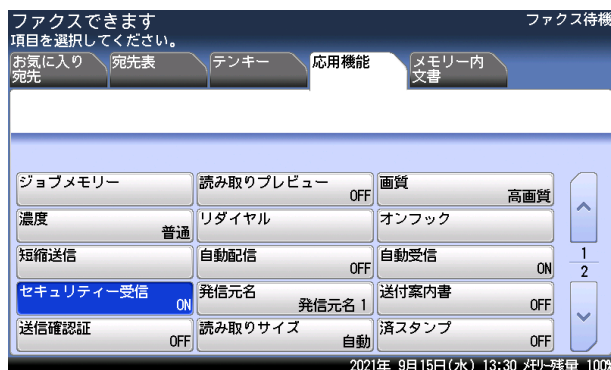 ファクスできます ファクス待機
項目を選択してください。
お気に入り宛先 宛先表 テンキー 応用機能 メモリー内文書
ジョブメモリー 読み取りプレビュー OFF 画質 高画質
濃度 普通 リダイヤル オンフック
短縮送信 自動配信 OFF 自動受信 ON 1
2
セキュリティー受信 ON 発信元名 発信元名 1 送付案内書 OFF
送信確認証 OFF 読み取りサイズ 自動 済スタンプ OFF
2021年 9月15日(水) 13:30 メモリー残量 100%